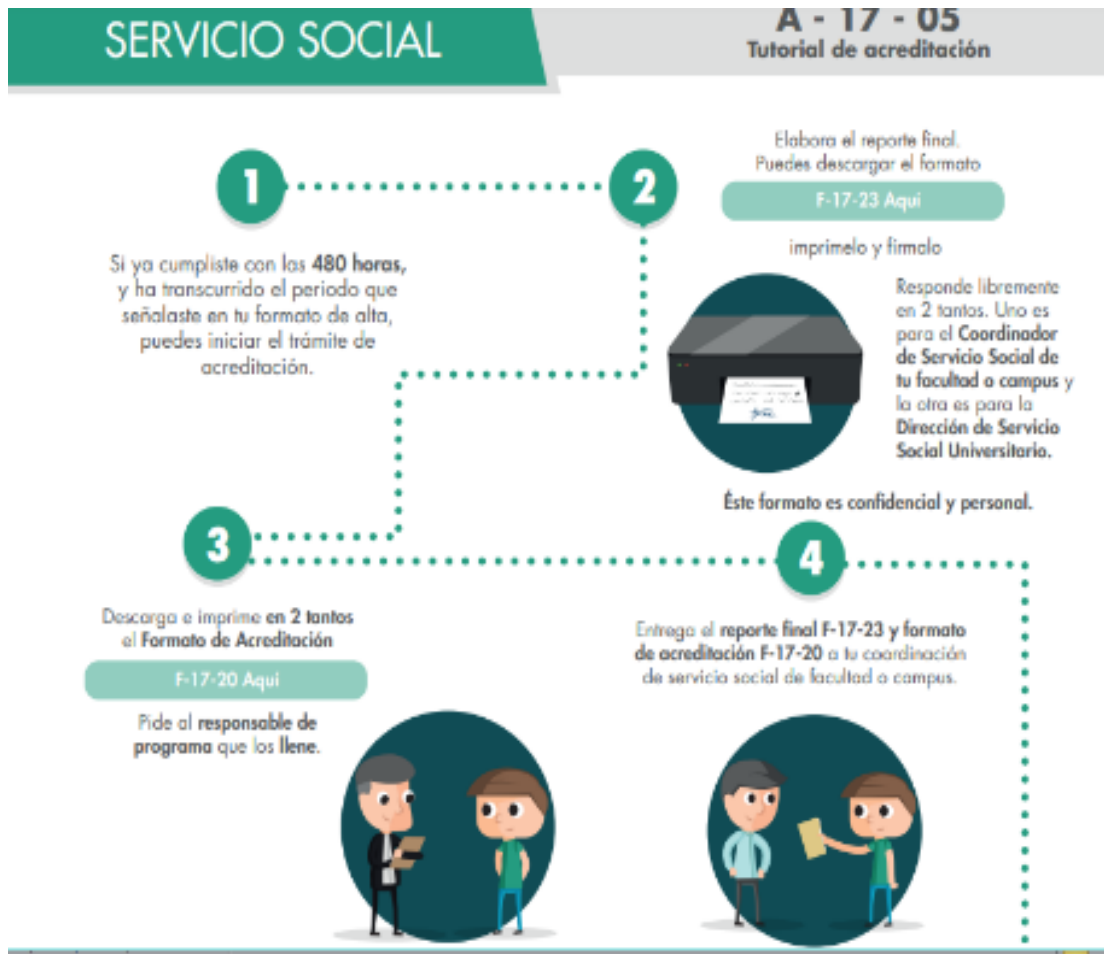 SERVICIO SOCIAL
A - 17 - 05
Tutorial de acreditación
1
Si ya cumpliste con las 480 horas,
y ha transcurrido el periodo que
señalaste en tu formato de alta,
puedes iniciar el trámite de
acreditación.
2
Elabora el reporte final.
Puedes descargar el formato
F-17-23 Aquí
imprimelo y firmalo
Responde libremente
en 2 tantos. Uno es
para el Coordinador
de Servicio Social de
tu facultad o campus y
la otra es para la
Dirección de Servicio
Social Universitario.
Éste formato es confidencial y personal.
3
Descarga e imprime en 2 tantos
el Formato de Acreditación
F-17-20 Aquí
Pide al responsable de
programa que los llene.
4
Entrega el reporte final F-17-23 y formato
de acreditación F-17-20 a tu coordinación
de servicio social de facultad o campus.